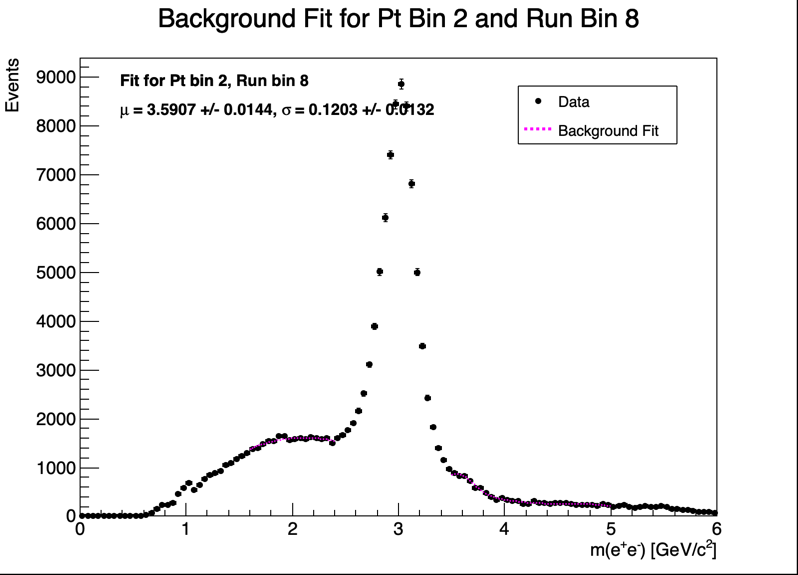 Background Fit for Pt Bin 2 and Run Bin 8
Events
Fit for Pt bin 2, Run bin 8
μ = 3.5907 +/- 0.0144, σ = 0.1203 +/- 0.0132
Data
Background Fit
9000
8000
7000
6000
5000
4000
3000
2000
1000
0
0 1 2 3 4 5 6
m(e⁺e⁻) [GeV/c²]